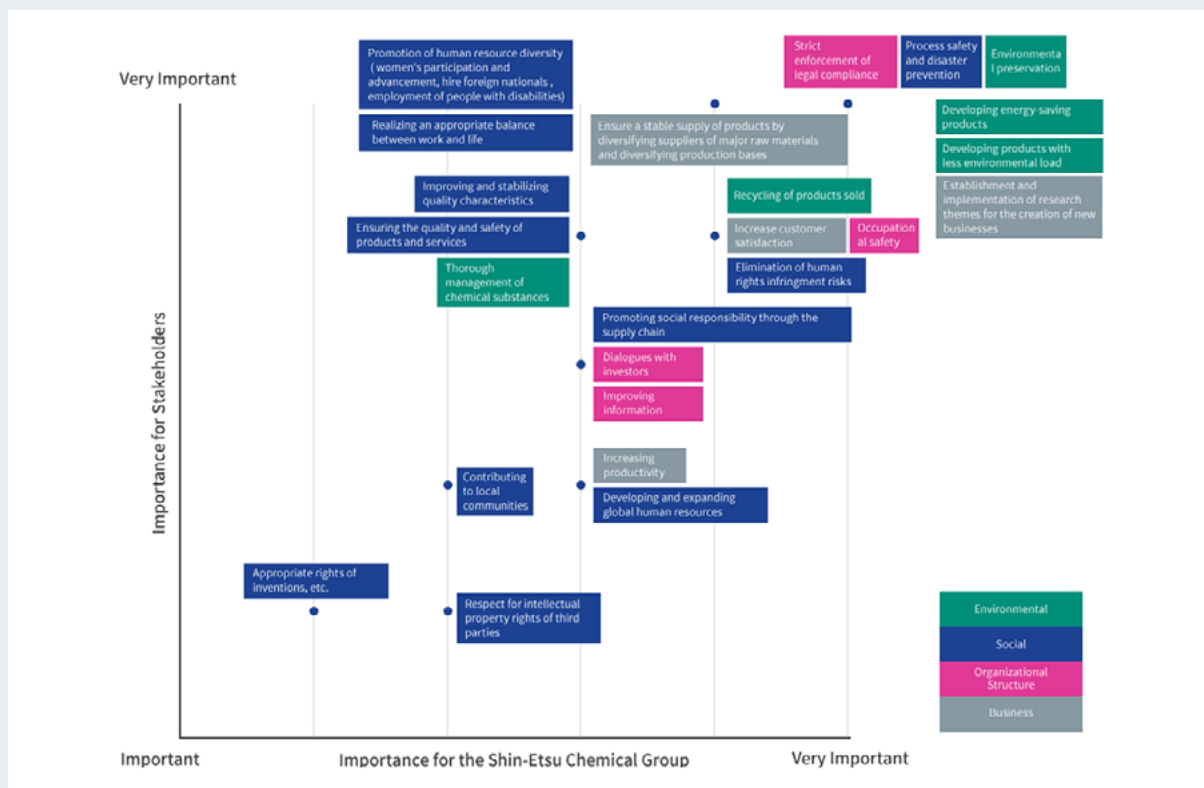 Strict
enforcement of
legal compliance
Process safety
and disaster
prevention
Environmenta
l preservation
Promotion of human resource diversity
( women's participation and
advancement, hire foreign nationals ,
employment of people with disabilities)
Very Important
Realizing an appropriate balance
between work and life
Ensure a stable supply of products by
diversifying suppliers of major raw materials
and diversifying production bases
Developing energy-saving
products
Developing products with
less environmental load
Establishment and
implementation of research
themes for the creation of new
businesses
Improving and stabilizing
quality characteristics
Recycling of products sold
Ensuring the quality and safety of
products and services
Increase customer
satisfaction
Occupation
al safety
Thorough
management of
chemical substances
Elimination of human
rights infringment risks
Promoting social responsibility through the
supply chain
Dialogues with
investors
Improving
information
Importance for Stakeholders
Increasing
productivity
Contributing
to local
communities
Developing and expanding
global human resources
Appropriate rights of
inventions, etc.
Respect for intellectual
property rights of third
parties
Environmental
Social
Organizational
Structure
Business
Important
Importance for the Shin-Etsu Chemical Group
Very Important